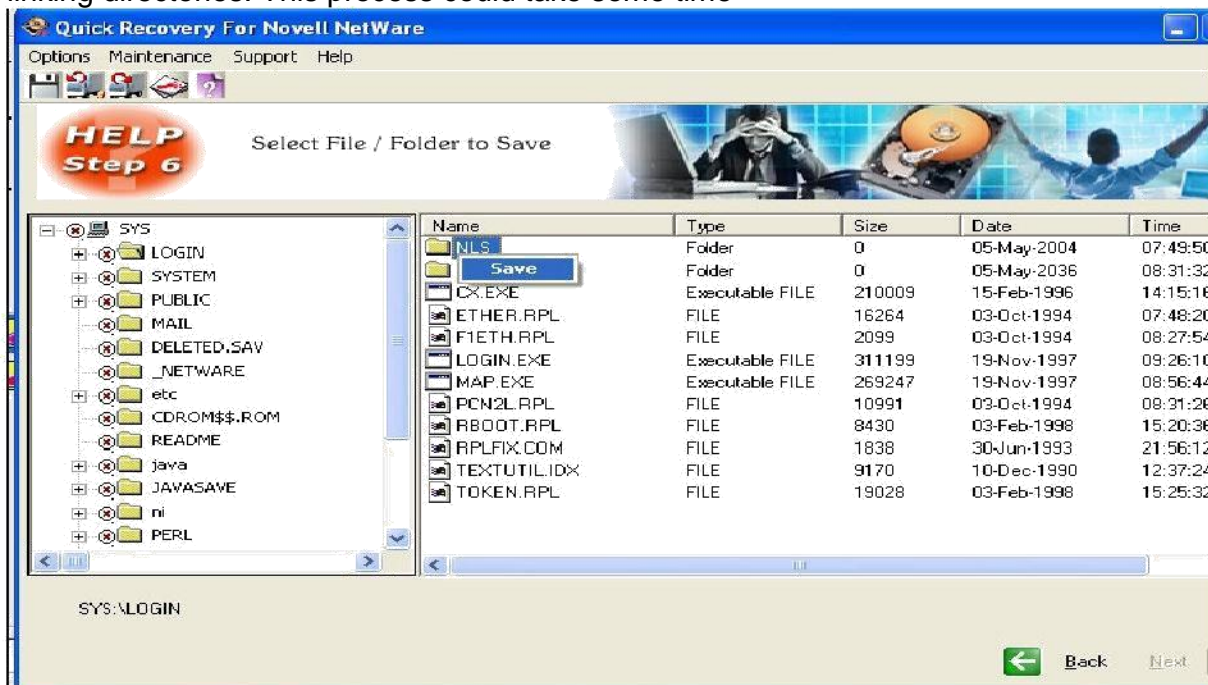 linking directories. This process could take some time
Quick Recovery For Novell NetWare
Options Maintenance Support Help
HELP
Step 6
Select File / Folder to Save
SYS
LOGIN
SYSTEM
PUBLIC
MAIL
DELETED.SAV
_NETWARE
etc
CDROM$$.ROM
README
java
JAVASAVE
ni
PERL
Name Type Size Date Time
NLS Folder 0 05-May-2004 07:49:50
Save Folder 0 05-May-2036 08:31:32
CX.EXE Executable FILE 210009 15-Feb-1996 14:15:16
ETHER.RPL FILE 16264 03-Oct-1994 07:48:20
F1ETH.RPL FILE 2099 03-Oct-1994 08:27:54
LOGIN.EXE Executable FILE 311199 19-Nov-1997 09:26:10
MAP.EXE Executable FILE 269247 19-Nov-1997 08:56:44
PCN2L.RPL FILE 10991 03-Oct-1994 08:31:26
RBOOT.RPL FILE 8430 03-Feb-1998 15:20:36
RPLFIX.COM FILE 1838 30-Jun-1993 21:56:12
TEXTUTIL.IDX FILE 9170 10-Dec-1990 12:37:24
TOKEN.RPL FILE 19028 03-Feb-1998 15:25:32
SYS:\LOGIN
Back Next